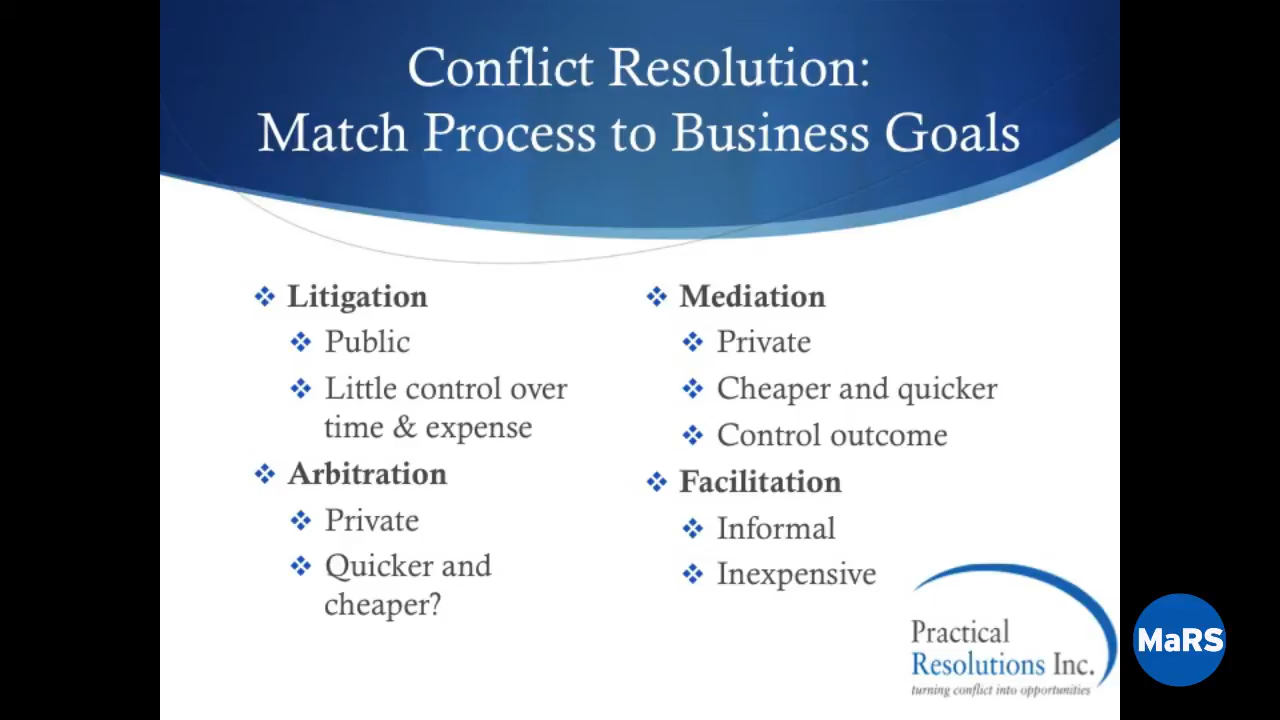 Conflict Resolution:
Match Process to Business Goals
Litigation
Public
Little control over
time & expense
Arbitration
Private
Quicker and
cheaper?
Mediation
Private
Cheaper and quicker
Control outcome
Facilitation
Informal
Inexpensive
Practical
Resolutions Inc.
turning conflict into opportunities
MaRS